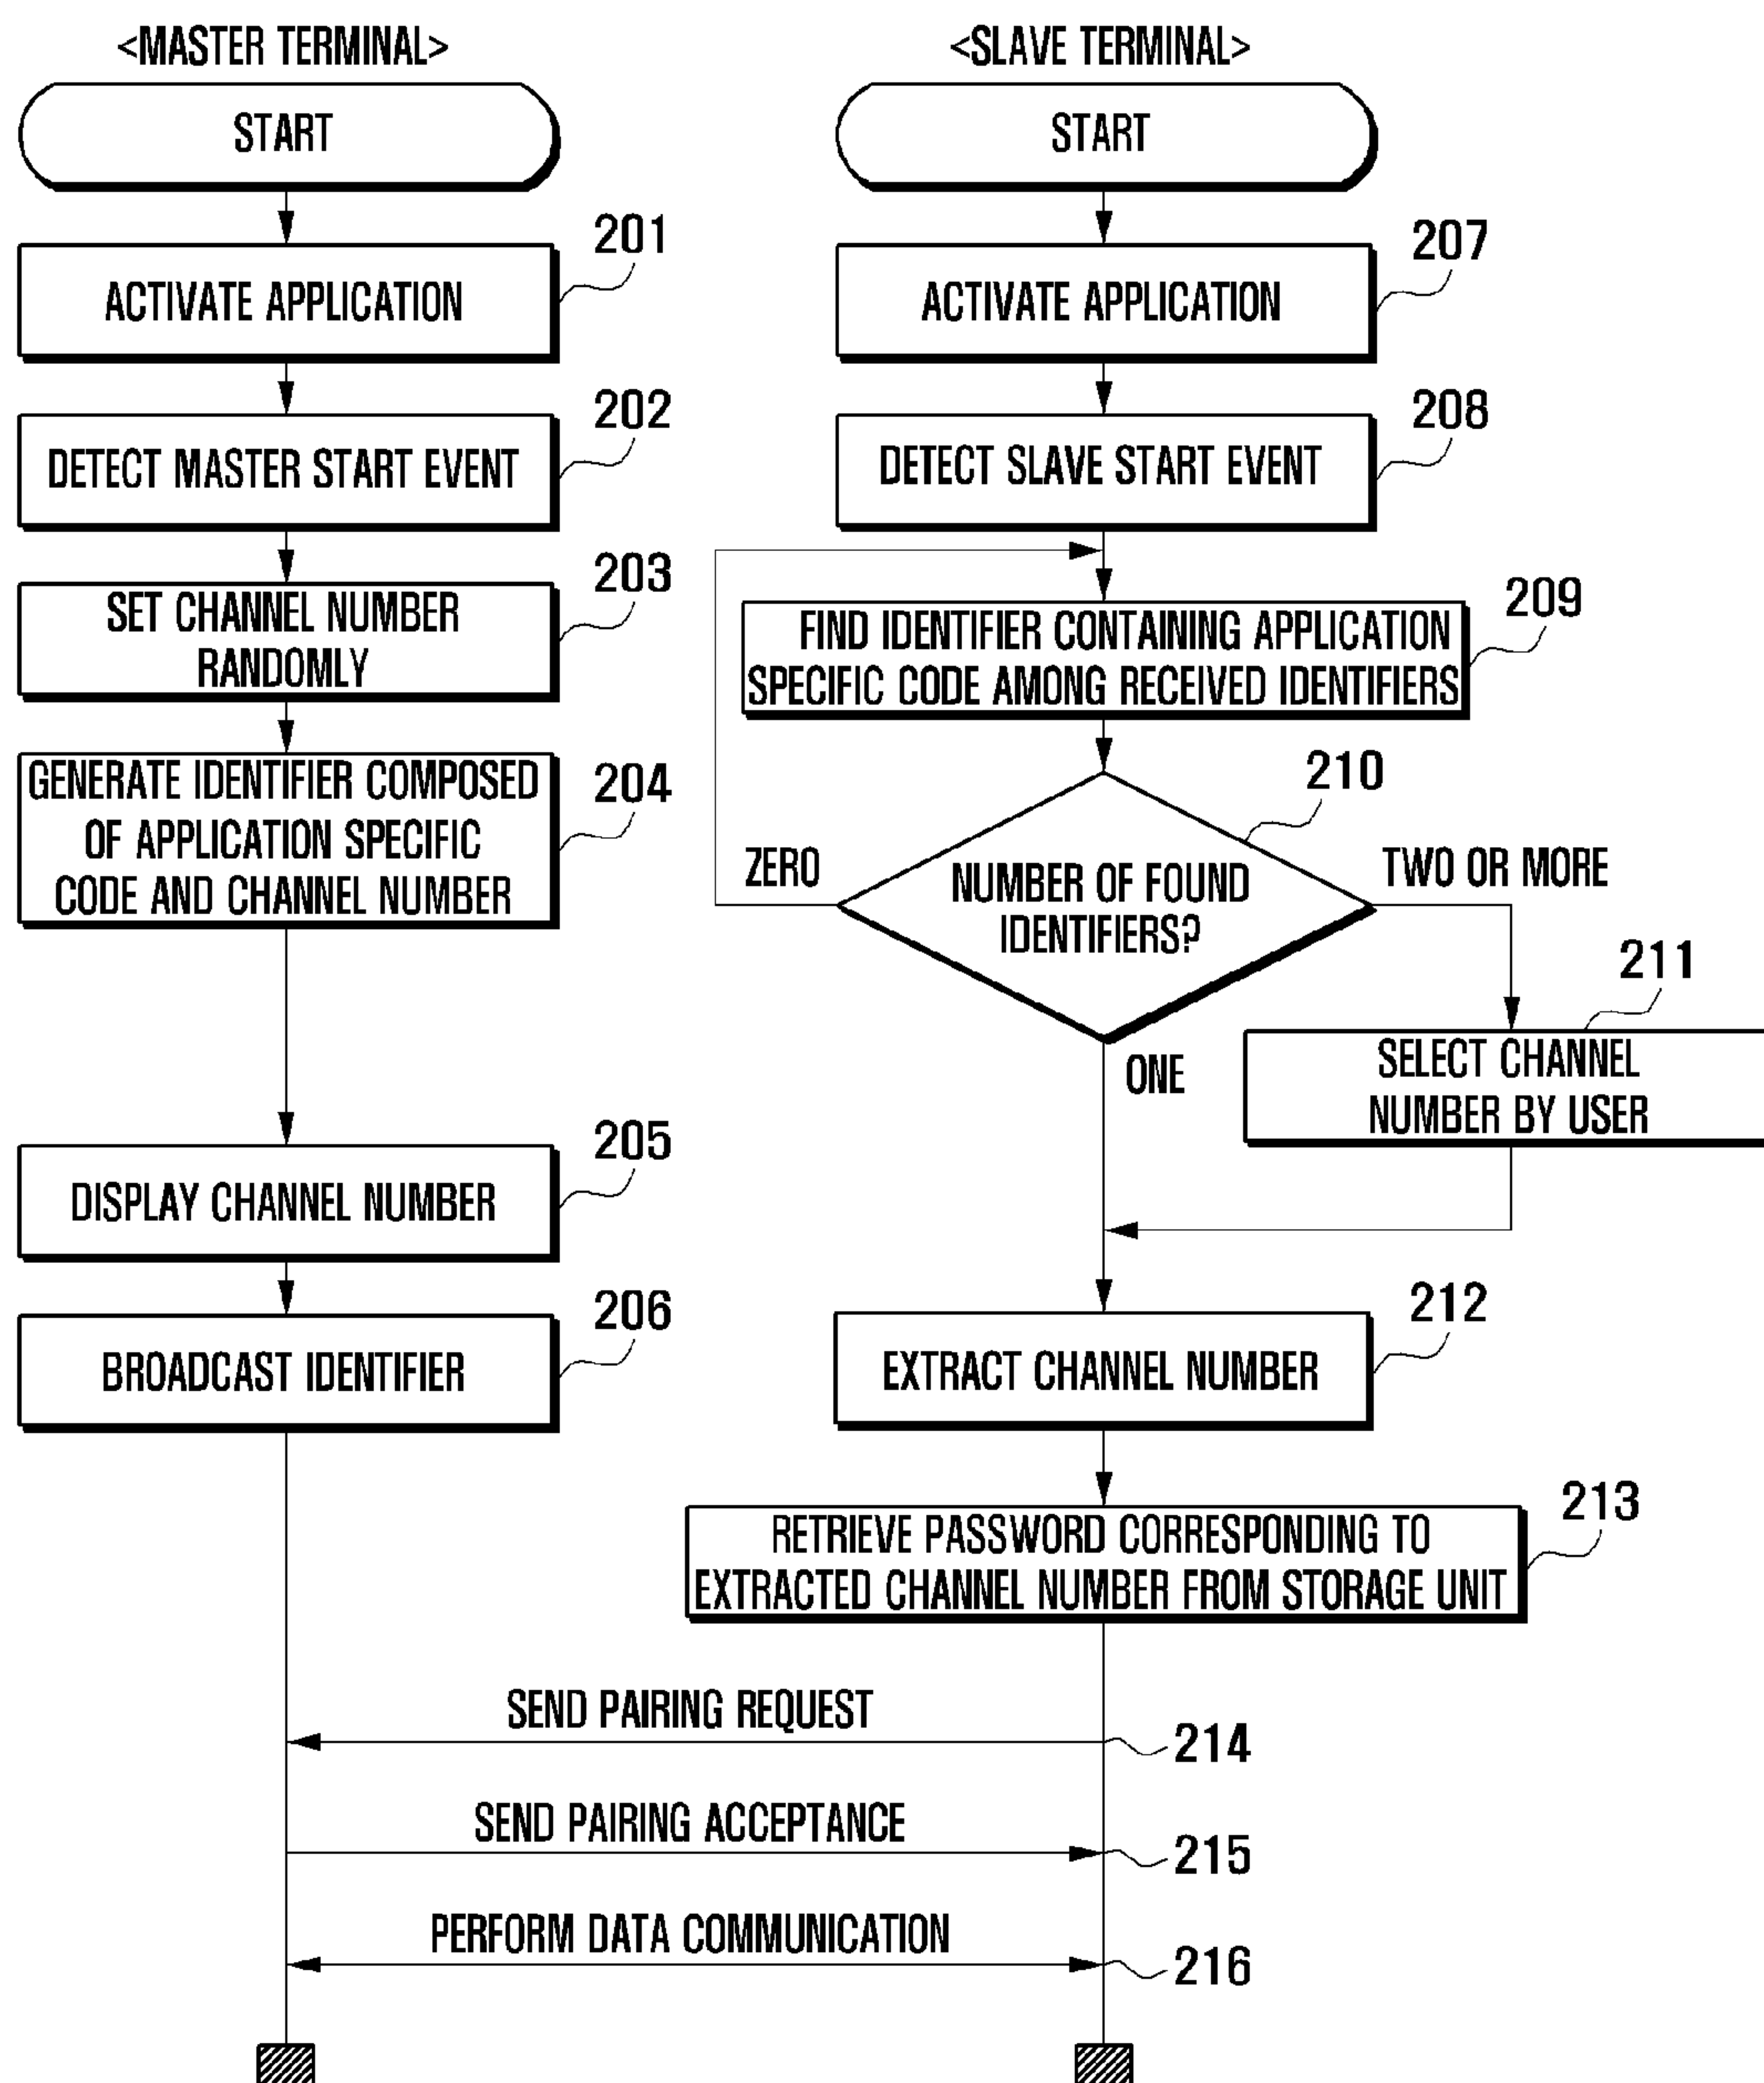 <MASTER TERMINAL>
START
201
ACTIVATE APPLICATION
202
DETECT MASTER START EVENT
203
SET CHANNEL NUMBER
RANDOMLY
204
GENERATE IDENTIFIER COMPOSED
OF APPLICATION SPECIFIC
CODE AND CHANNEL NUMBER
205
DISPLAY CHANNEL NUMBER
206
BROADCAST IDENTIFIER
<SLAVE TERMINAL>
START
207
ACTIVATE APPLICATION
208
DETECT SLAVE START EVENT
209
FIND IDENTIFIER CONTAINING APPLICATION
SPECIFIC CODE AMONG RECEIVED IDENTIFIERS
210
ZERO
NUMBER OF FOUND
IDENTIFIERS?
TWO OR MORE
211
SELECT CHANNEL
NUMBER BY USER
ONE
212
EXTRACT CHANNEL NUMBER
213
RETRIEVE PASSWORD CORRESPONDING TO
EXTRACTED CHANNEL NUMBER FROM STORAGE UNIT
SEND PAIRING REQUEST
214
SEND PAIRING ACCEPTANCE
215
PERFORM DATA COMMUNICATION
216